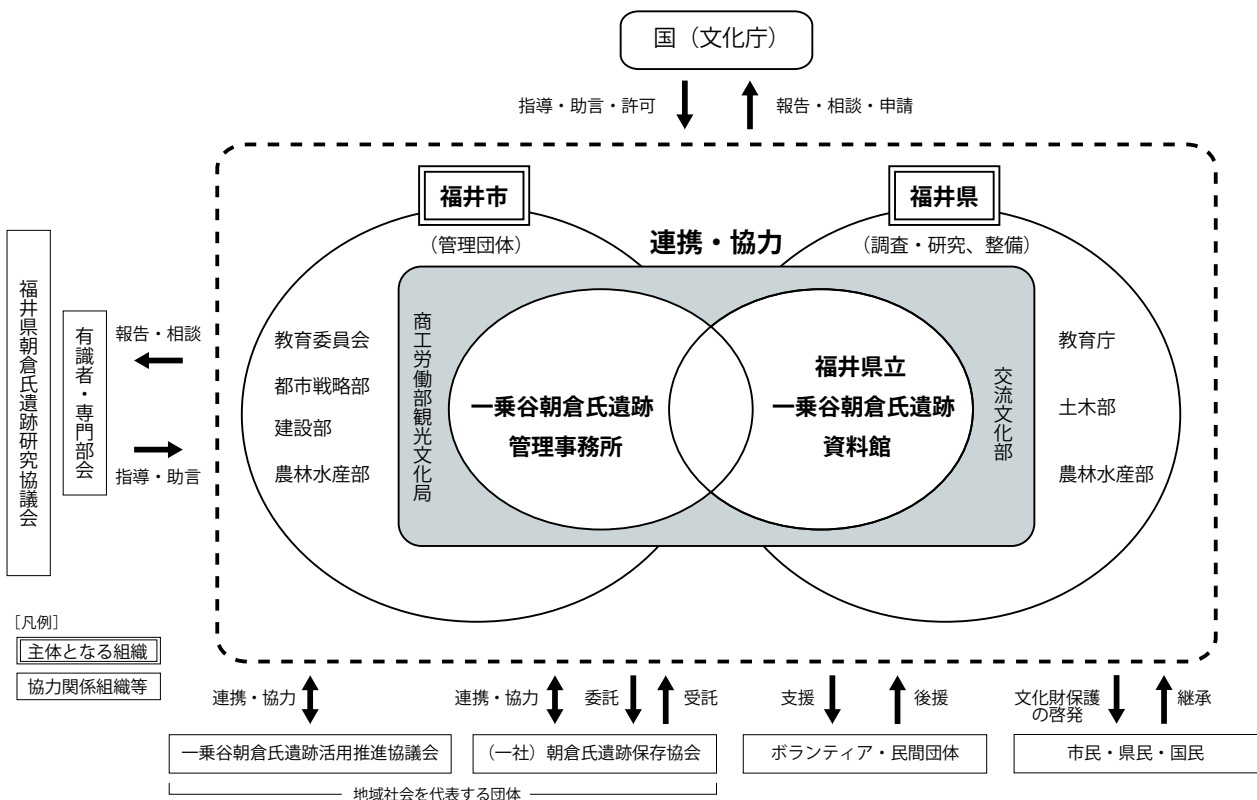 国（文化庁）
指導・助言・許可
報告・相談・申請
福井市
（管理団体）
福井県
（調査・研究、整備）
連携・協力
福井県朝倉氏遺跡研究協議会
有識者・専門部会
報告・相談
指導・助言
教育委員会
都市戦略部
建設部
農林水産部
商工労働部観光文化局
一乗谷朝倉氏遺跡
管理事務所
福井県立
一乗谷朝倉氏遺跡
資料館
交流文化部
教育庁
土木部
農林水産部
［凡例］
主体となる組織
協力関係組織等
連携・協力
連携・協力
委託
受託
支援
後援
文化財保護
の啓発
継承
一乗谷朝倉氏遺跡活用推進協議会
（一社）朝倉氏遺跡保存協会
ボランティア・民間団体
市民・県民・国民
地域社会を代表する団体